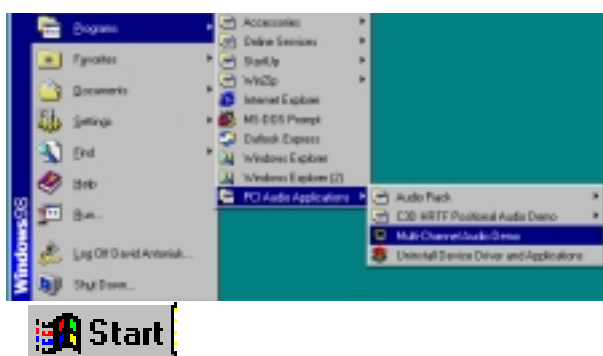 Programs
Favorites
Documents
Settings
Find
Help
Run...
Log Off David Antoniuk...
Shut Down...
Windows98
Accessories
Online Services
StartUp
WinZip
Internet Explorer
MS-DOS Prompt
Outlook Express
Windows Explorer
Windows Explorer (2)
PCI Audio Applications
Audio Rack
C3D HRTF Positional Audio Demo
Multi-Channel Audio Demo
Uninstall Device Driver and Applications
Start